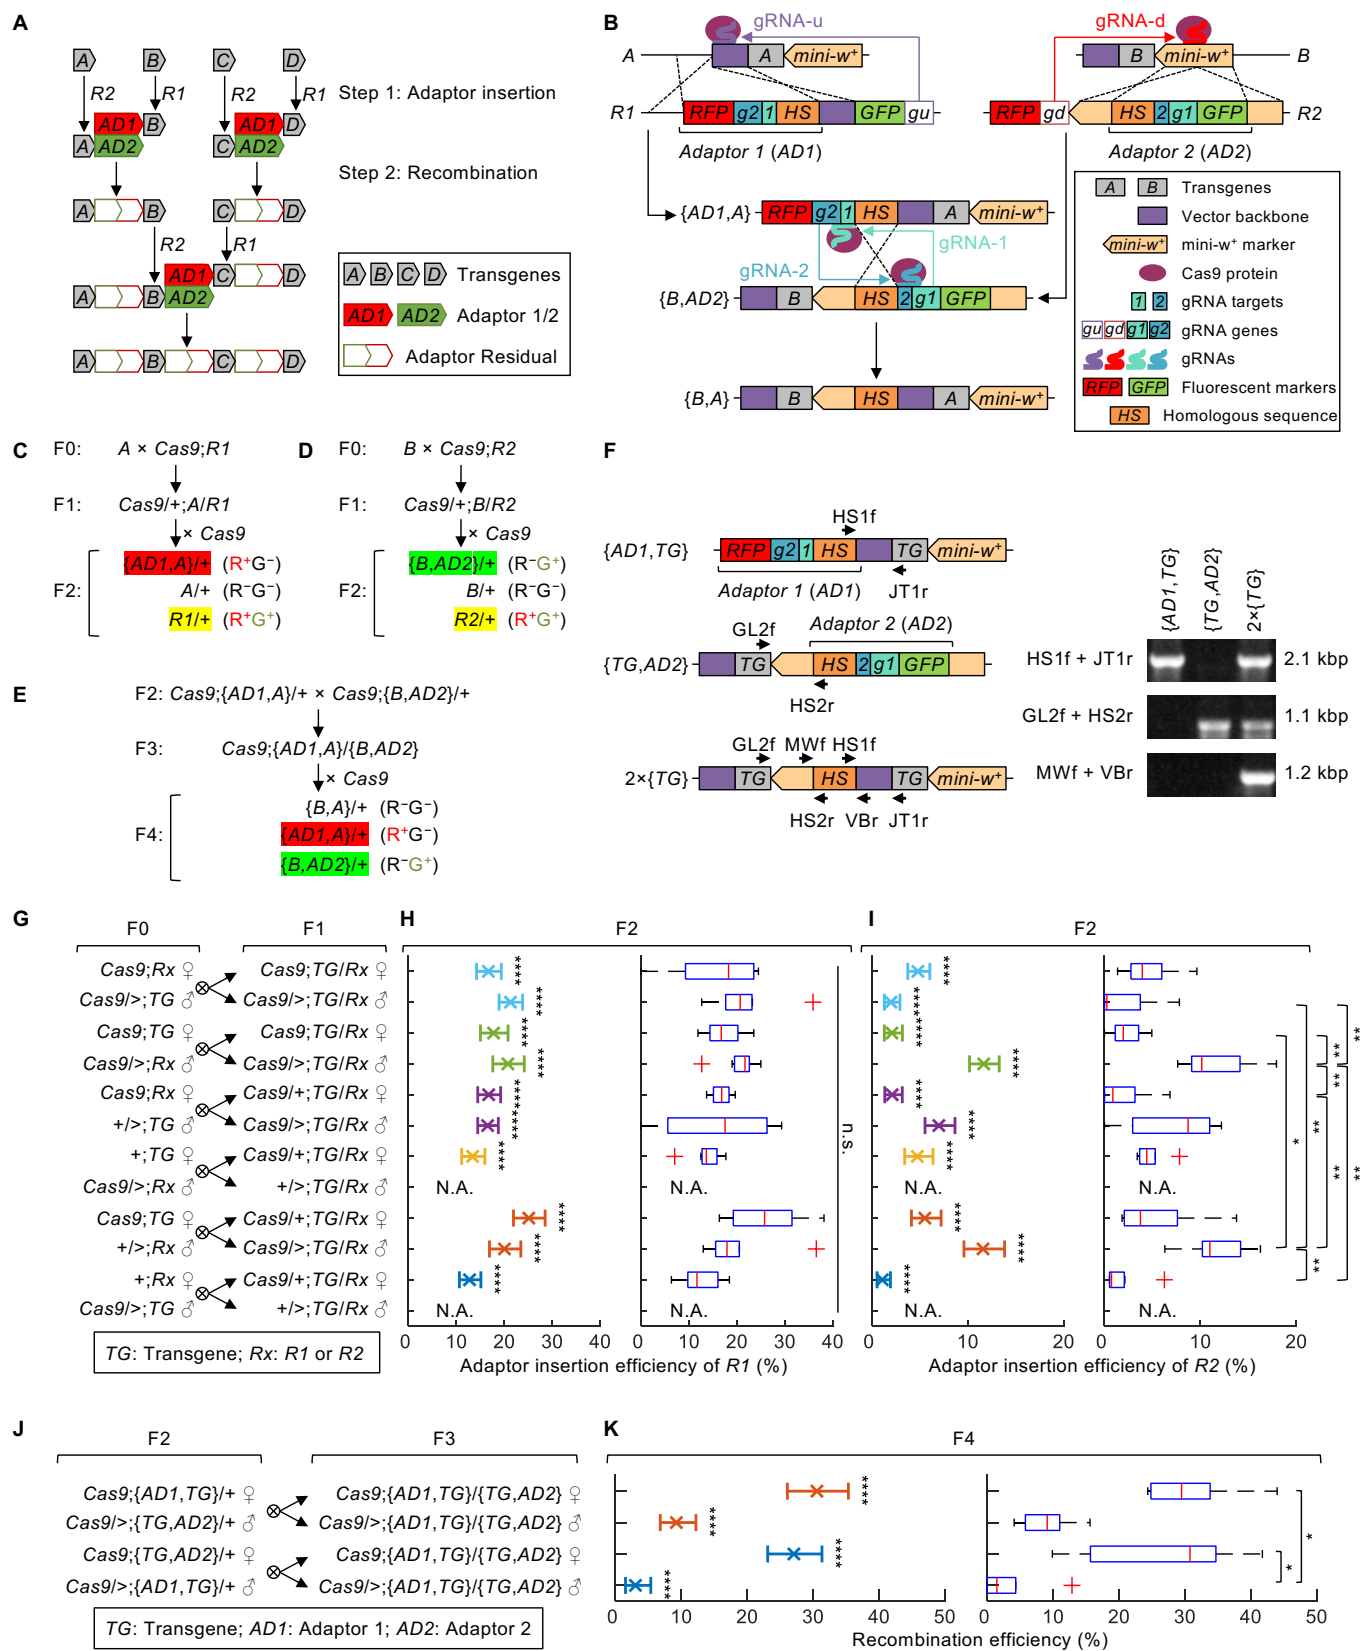 A
A B C D
R2 R1 R2 R1
Step 1: Adaptor insertion
AD1 B AD1 D
A AD2 C AD2
Step 2: Recombination
A B C D
R2 R1
AD1 C D
A B AD2
A B C D
A B C D Transgenes
AD1 AD2 Adaptor 1/2
Adaptor Residual
B
gRNA-u gRNA-d
A A mini-w⁺ B mini-w⁺ B
R1 RFP g2 1 HS GFP gu RFP gd HS 2 g1 GFP R2
Adaptor 1 (AD1) Adaptor 2 (AD2)
{AD1,A} RFP g2 1 HS A mini-w⁺
gRNA-1
gRNA-2
{B,AD2} B HS 2 g1 GFP
{B,A} B HS A mini-w⁺
A B Transgenes
Vector backbone
mini-w⁺ mini-w⁺ marker
Cas9 protein
1 2 gRNA targets
gu gd g1 g2 gRNA genes
gRNAs
RFP GFP Fluorescent markers
HS Homologous sequence
C
F0: A × Cas9;R1
F1: Cas9/+;A/R1
× Cas9
{AD1,A}/+ (R⁺G⁻)
F2: A/+ (R⁻G⁻)
R1/+ (R⁺G⁺)
D
F0: B × Cas9;R2
F1: Cas9/+;B/R2
× Cas9
{B,AD2}/+ (R⁻G⁺)
F2: B/+ (R⁻G⁻)
R2/+ (R⁺G⁺)
E
F2: Cas9;{AD1,A}/+ × Cas9;{B,AD2}/+
F3: Cas9;{AD1,A}/{B,AD2}
× Cas9
{B,A}/+ (R⁻G⁻)
F4: {AD1,A}/+ (R⁺G⁻)
{B,AD2}/+ (R⁻G⁺)
F
HS1f
{AD1,TG} RFP g2 1 HS TG mini-w⁺
Adaptor 1 (AD1) JT1r
GL2f Adaptor 2 (AD2)
{TG,AD2} TG HS 2 g1 GFP
HS2r
GL2f MWf HS1f
2×{TG} TG HS TG mini-w⁺
HS2r VBr JT1r
{AD1,TG} {TG,AD2} 2×{TG}
HS1f + JT1r 2.1 kbp
GL2f + HS2r 1.1 kbp
MWf + VBr 1.2 kbp
G
F0 F1
Cas9;Rx ♀ Cas9;TG/Rx ♀
Cas9/>;TG ♂ Cas9/>;TG/Rx ♂
Cas9;TG ♀ Cas9;TG/Rx ♀
Cas9/>;Rx ♂ Cas9/>;TG/Rx ♂
Cas9;Rx ♀ Cas9/+;TG/Rx ♀
+/>;TG ♂ Cas9/>;TG/Rx ♂
+;TG ♀ Cas9/+;TG/Rx ♀
Cas9/>;Rx ♂ +/>;TG/Rx ♂
Cas9;TG ♀ Cas9/+;TG/Rx ♀
+/>;Rx ♂ Cas9/>;TG/Rx ♂
+;Rx ♀ Cas9/+;TG/Rx ♀
Cas9/>;TG ♂ +/>;TG/Rx ♂
TG: Transgene; Rx: R1 or R2
H
F2
****
****
****
****
****
****
****
N.A. N.A.
****
****
****
N.A. N.A.
n.s.
0 10 20 30 40 0 10 20 30 40
Adaptor insertion efficiency of R1 (%)
I
F2
****
****
****
****
****
****
****
N.A. N.A.
****
****
****
N.A. N.A.
* ** ** ** ** ** **
0 10 20 0 10 20
Adaptor insertion efficiency of R2 (%)
J
F2 F3
Cas9;{AD1,TG}/+ ♀ Cas9;{AD1,TG}/{TG,AD2} ♀
Cas9/>;{TG,AD2}/+ ♂ Cas9/>;{AD1,TG}/{TG,AD2} ♂
Cas9;{TG,AD2}/+ ♀ Cas9;{AD1,TG}/{TG,AD2} ♀
Cas9/>;{AD1,TG}/+ ♂ Cas9/>;{AD1,TG}/{TG,AD2} ♂
TG: Transgene; AD1: Adaptor 1; AD2: Adaptor 2
K
F4
****
****
****
****
* *
0 10 20 30 40 50 0 10 20 30 40 50
Recombination efficiency (%)